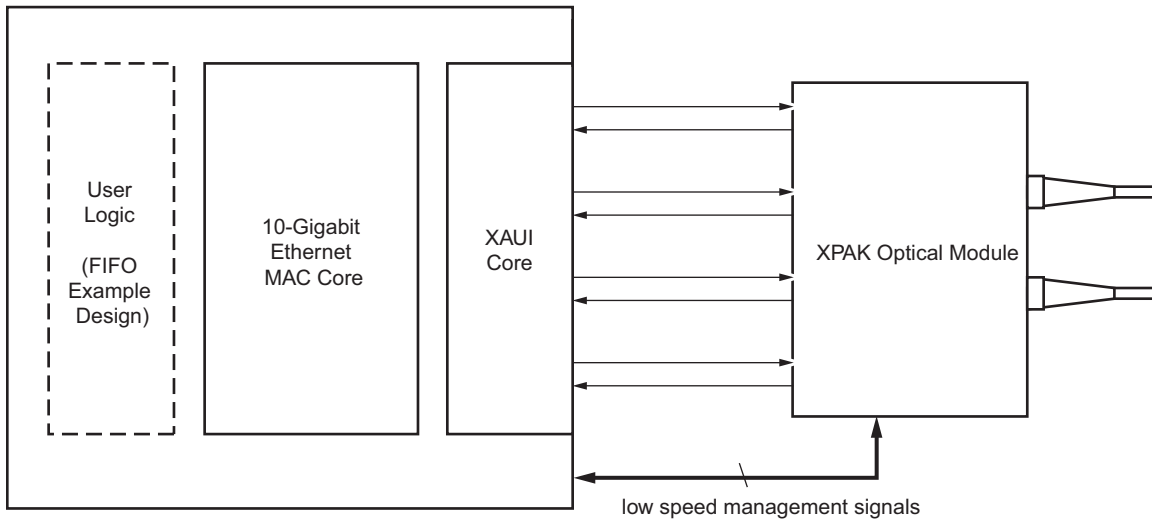 User
Logic
(FIFO
Example
Design)
10-Gigabit
Ethernet
MAC Core
XAUI
Core
XPAK Optical Module
low speed management signals